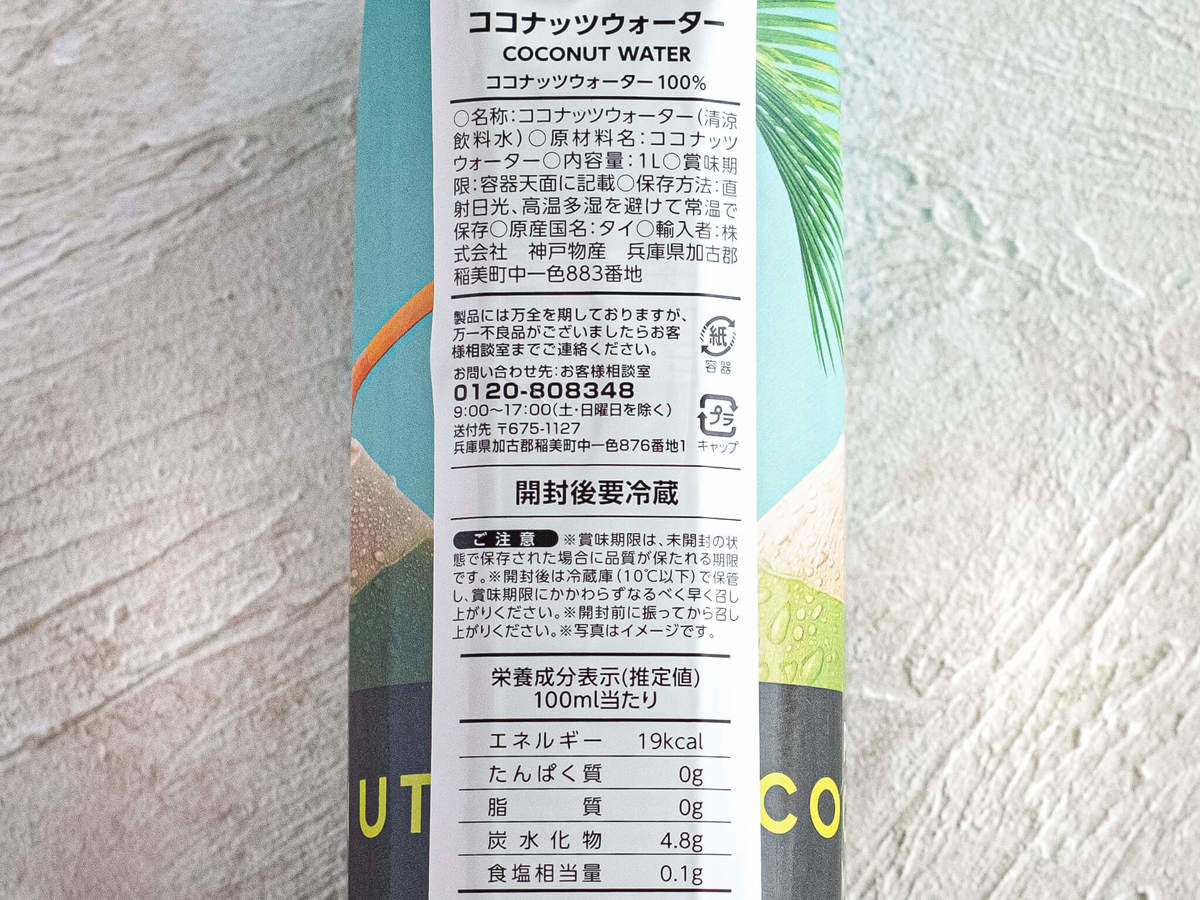 ココナッツウォーター
COCONUT WATER
ココナッツウォーター100%
○名称:ココナッツウォーター(清涼
飲料水)○原材料名:ココナッツ
ウォーター○内容量:1L○賞味期
限:容器天面に記載○保存方法:直
射日光、高温多湿を避けて常温で
保存○原産国名:タイ○輸入者:株
式会社 神戸物産 兵庫県加古郡
稲美町中一色883番地
製品には万全を期しておりますが、
万一不良品がございましたらお客
様相談室までご連絡ください。
お問い合わせ先:お客様相談室
0120-808348
9:00〜17:00(土・日曜日を除く)
送付先 〒675-1127
兵庫県加古郡稲美町中一色876番地1
紙
容器
プラ
キャップ
開封後要冷蔵
ご注意 ※賞味期限は、未開封の状
態で保存された場合に品質が保たれる期限
です。※開封後は冷蔵庫(10℃以下)で保管
し、賞味期限にかかわらずなるべく早く召し
上がりください。※開封前に振ってから召し
上がりください。※写真はイメージです。
栄養成分表示(推定値)
100ml当たり
エネルギー 19kcal
たんぱく質 0g
脂質 0g
炭水化物 4.8g
食塩相当量 0.1g
UT
CO